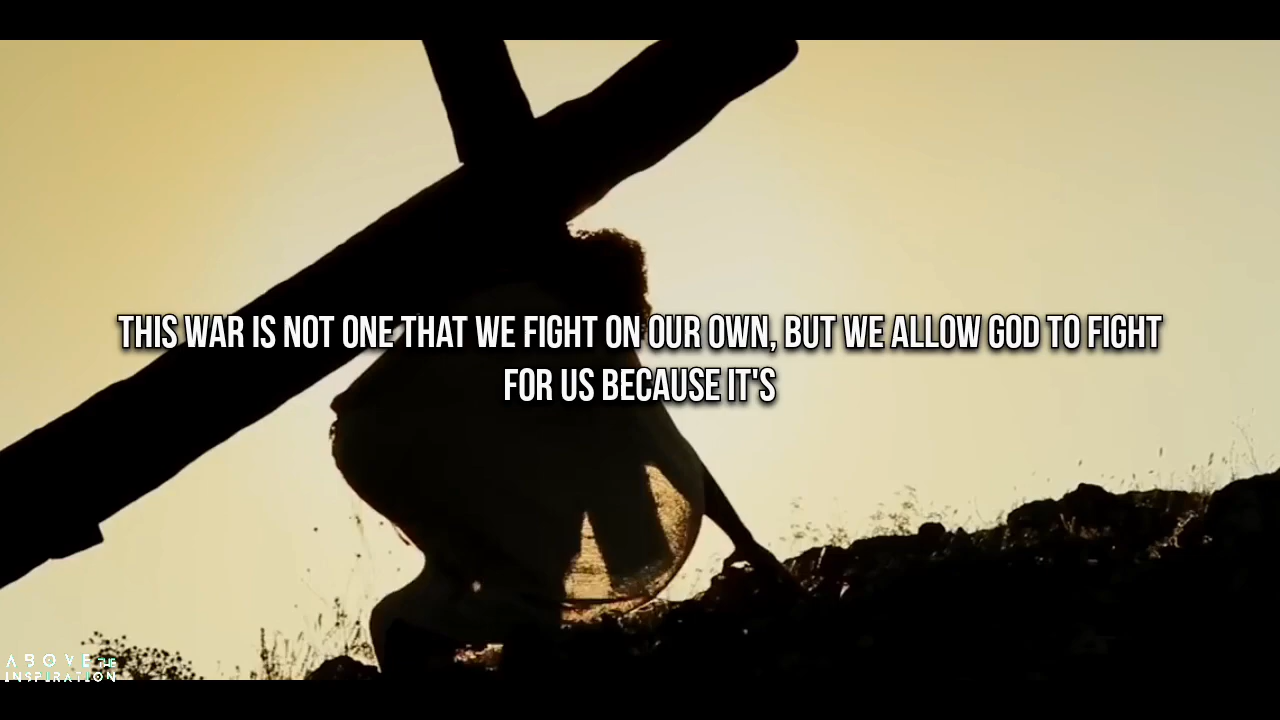 THIS WAR IS NOT ONE THAT WE FIGHT ON OUR OWN, BUT WE ALLOW GOD TO FIGHT
FOR US BECAUSE IT'S
ABOVE THE
INSPIRATION